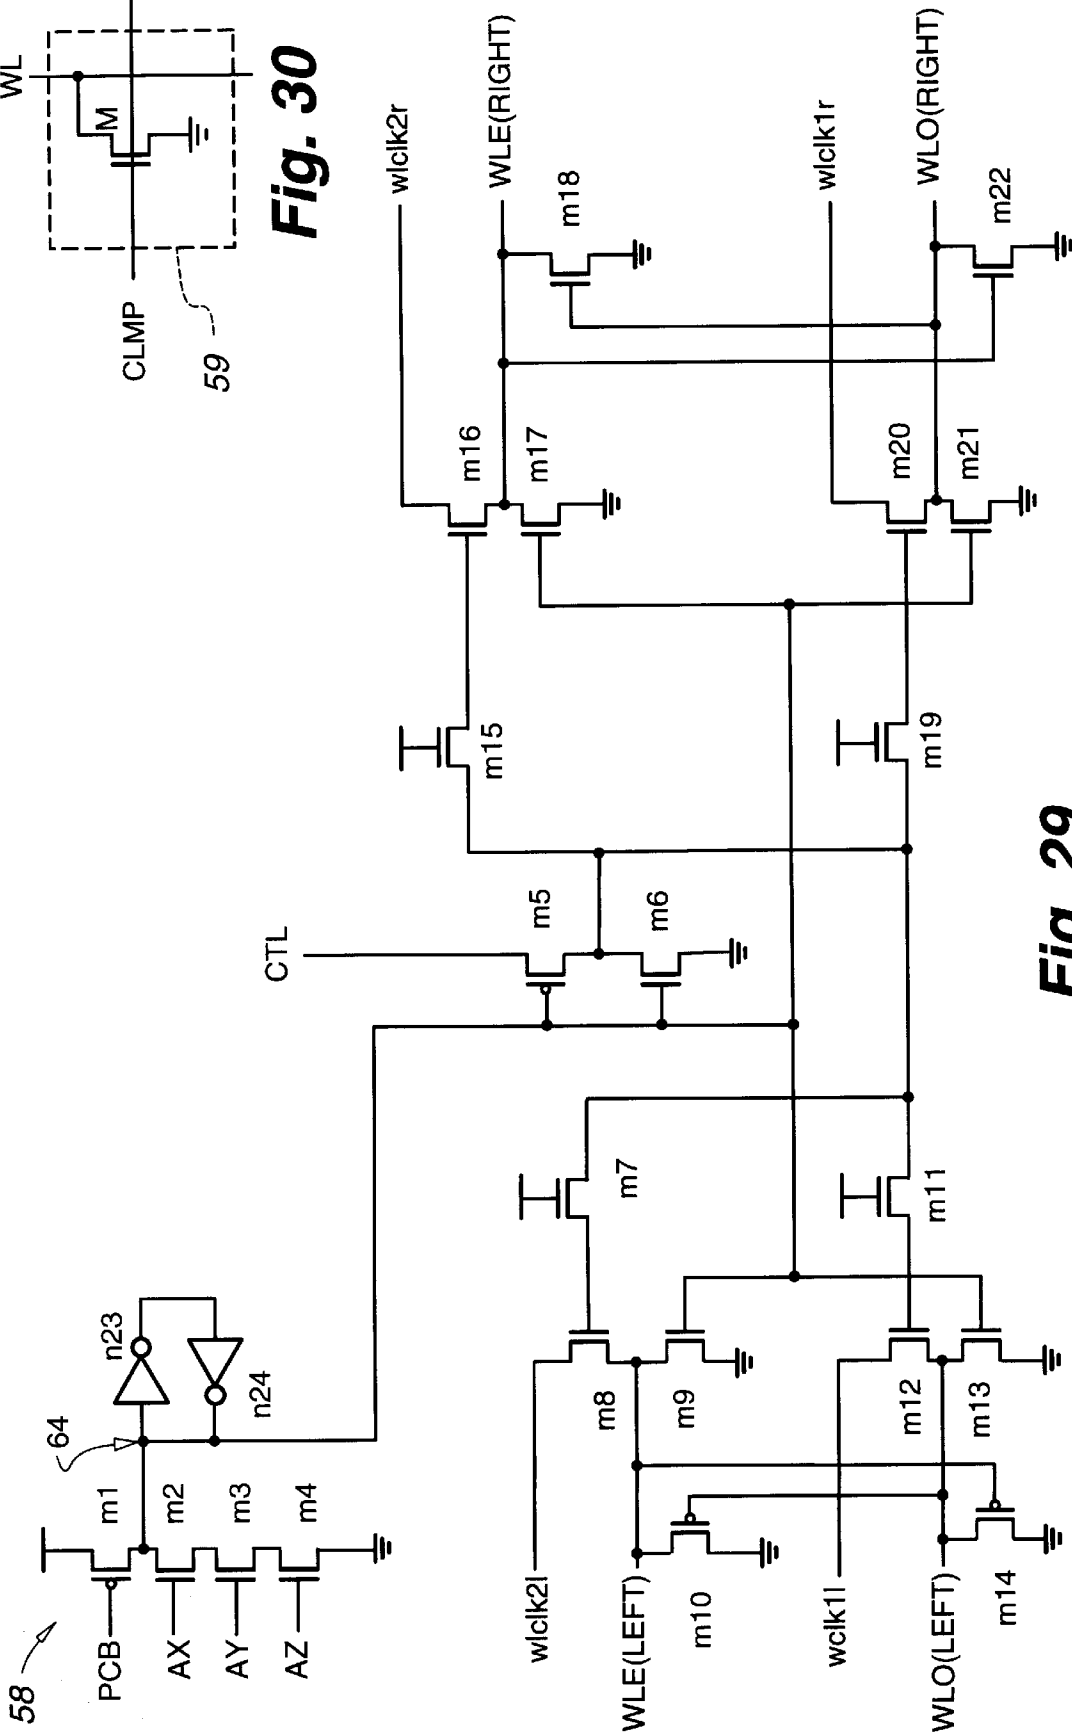 58
PCB
AX
AY
AZ
m1
m2
m3
m4
64
n23
n24
CTL
m5
m6
wlclk2l
WLE(LEFT)
m10
m8
m9
m7
wclk1l
WLO(LEFT)
m14
m12
m13
m11
m15
m16
m17
wlclk2r
WLE(RIGHT)
m18
m19
m20
m21
wlclk1r
WLO(RIGHT)
m22
Fig. 29
WL
M
CLMP
59
Fig. 30